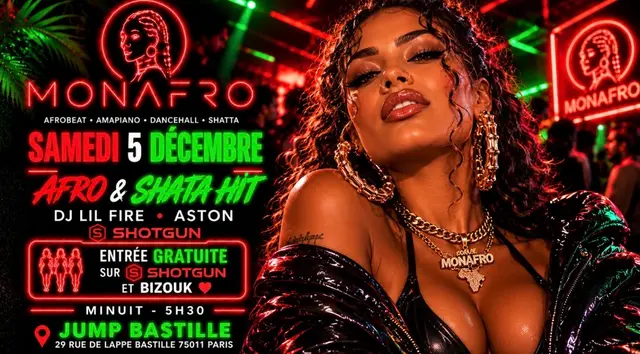 MONAFRO
AFROBEAT • AMAPIANO • DANCEHALL • SHATTA
SAMEDI 5 DÉCEMBRE
AFRO & SHATA HIT
DJ LIL FIRE • ASTON
SHOTGUN
ENTRÉE GRATUITE
SUR SHOTGUN
ET BIZOUK
MINUIT - 5H30
JUMP BASTILLE
29 RUE DE LAPPE BASTILLE 75011 PARIS
MONAFRO
MONAFRO